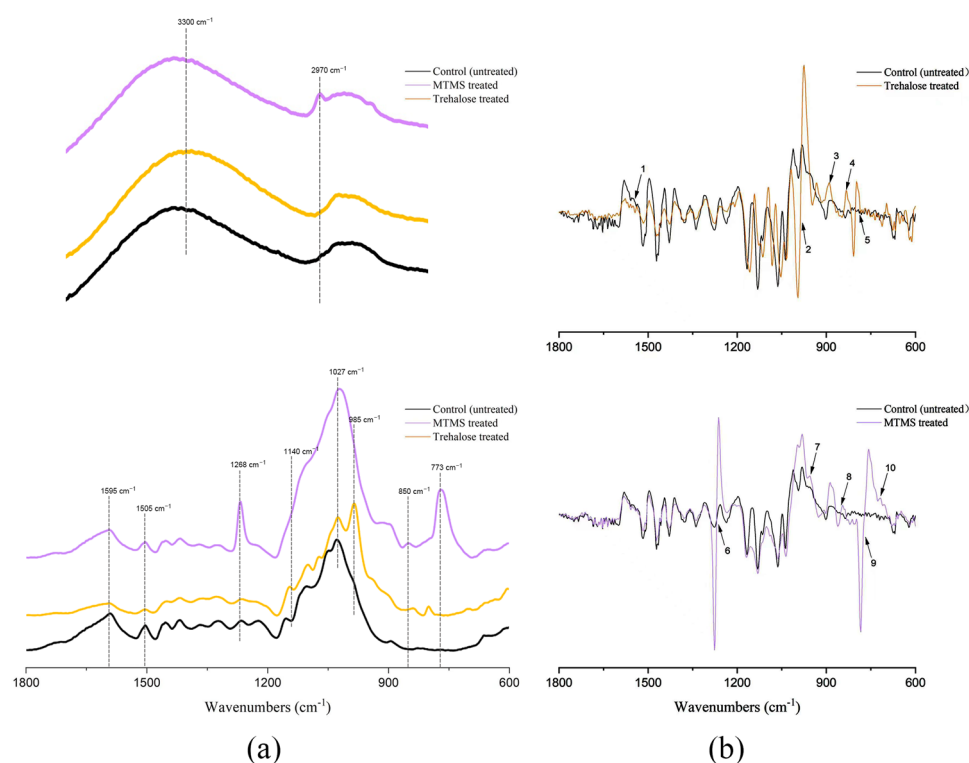 3300 cm⁻¹
2970 cm⁻¹
Control (untreated)
MTMS treated
Trehalose treated
1027 cm⁻¹
985 cm⁻¹
1140 cm⁻¹
1268 cm⁻¹
850 cm⁻¹
773 cm⁻¹
1595 cm⁻¹
1505 cm⁻¹
Control (untreated)
MTMS treated
Trehalose treated
1800 1500 1200 900 600
Wavenumbers (cm⁻¹)
(a)
Control (untreated)
Trehalose treated
1
2
3
4
5
1800 1500 1200 900 600
Control (untreated)
MTMS treated
6
7
8
9
10
1800 1500 1200 900 600
Wavenumbers (cm⁻¹)
(b)